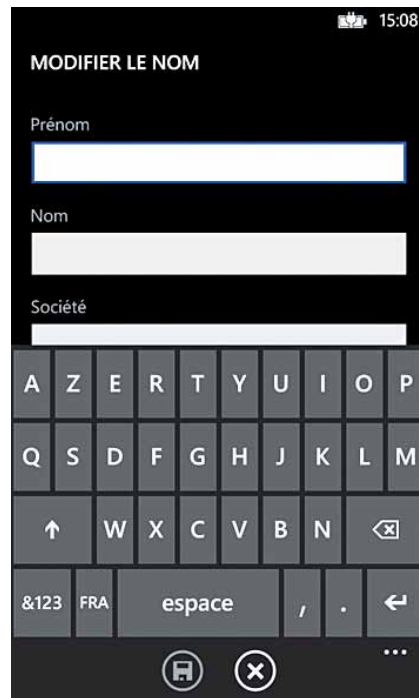 15:08
MODIFIER LE NOM
Prénom
Nom
Société
A Z E R T Y U I O P
Q S D F G H J K L M
W X C V B N
&123 FRA espace , .
...